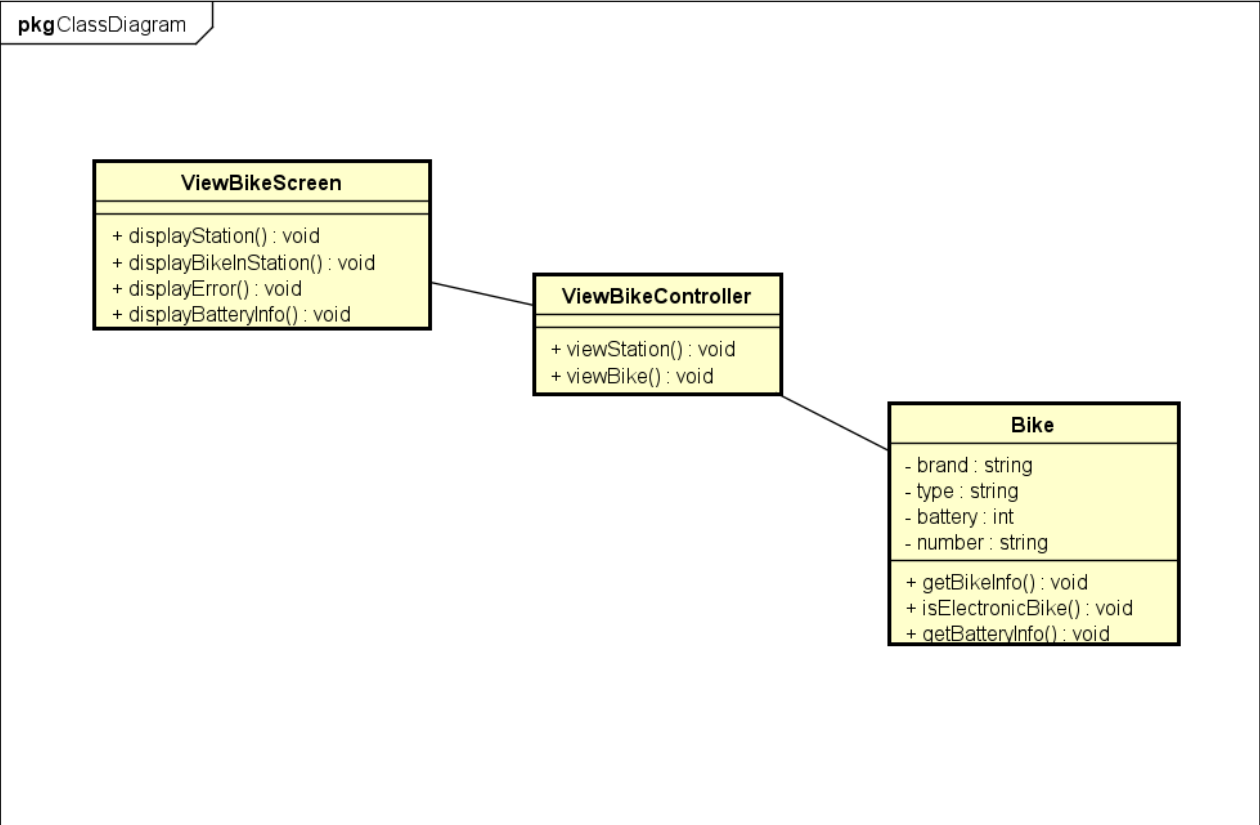 pkgClassDiagram
ViewBikeScreen
+ displayStation() : void
+ displayBikeInStation() : void
+ displayError() : void
+ displayBatteryInfo() : void
ViewBikeController
+ viewStation() : void
+ viewBike() : void
Bike
- brand : string
- type : string
- battery : int
- number : string
+ getBikeInfo() : void
+ isElectronicBike() : void
+ getBatteryInfo() : void